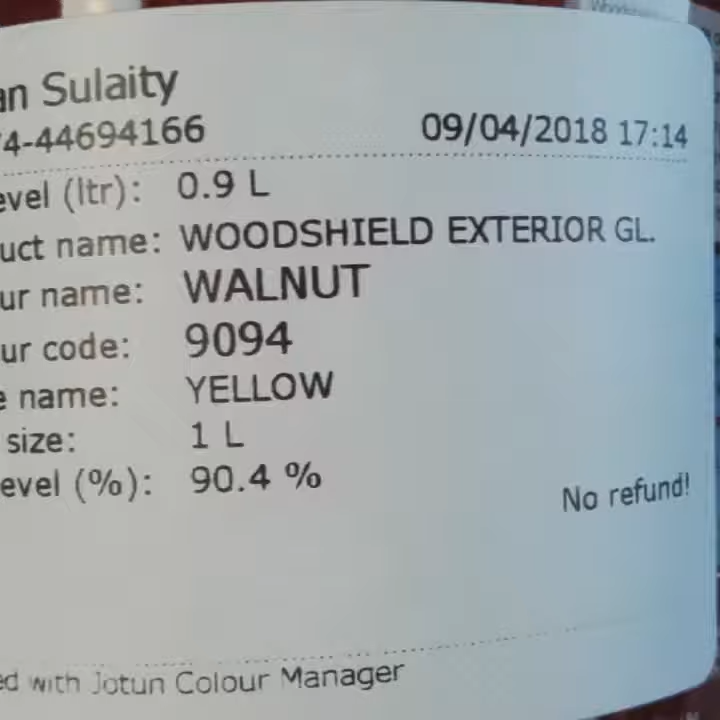 an Sulaity
74-44694166 09/04/2018 17:14
evel (ltr): 0.9 L
uct name: WOODSHIELD EXTERIOR GL.
ur name: WALNUT
ur code: 9094
e name: YELLOW
size: 1 L
evel (%): 90.4 %
No refund!
ed with Jotun Colour Manager